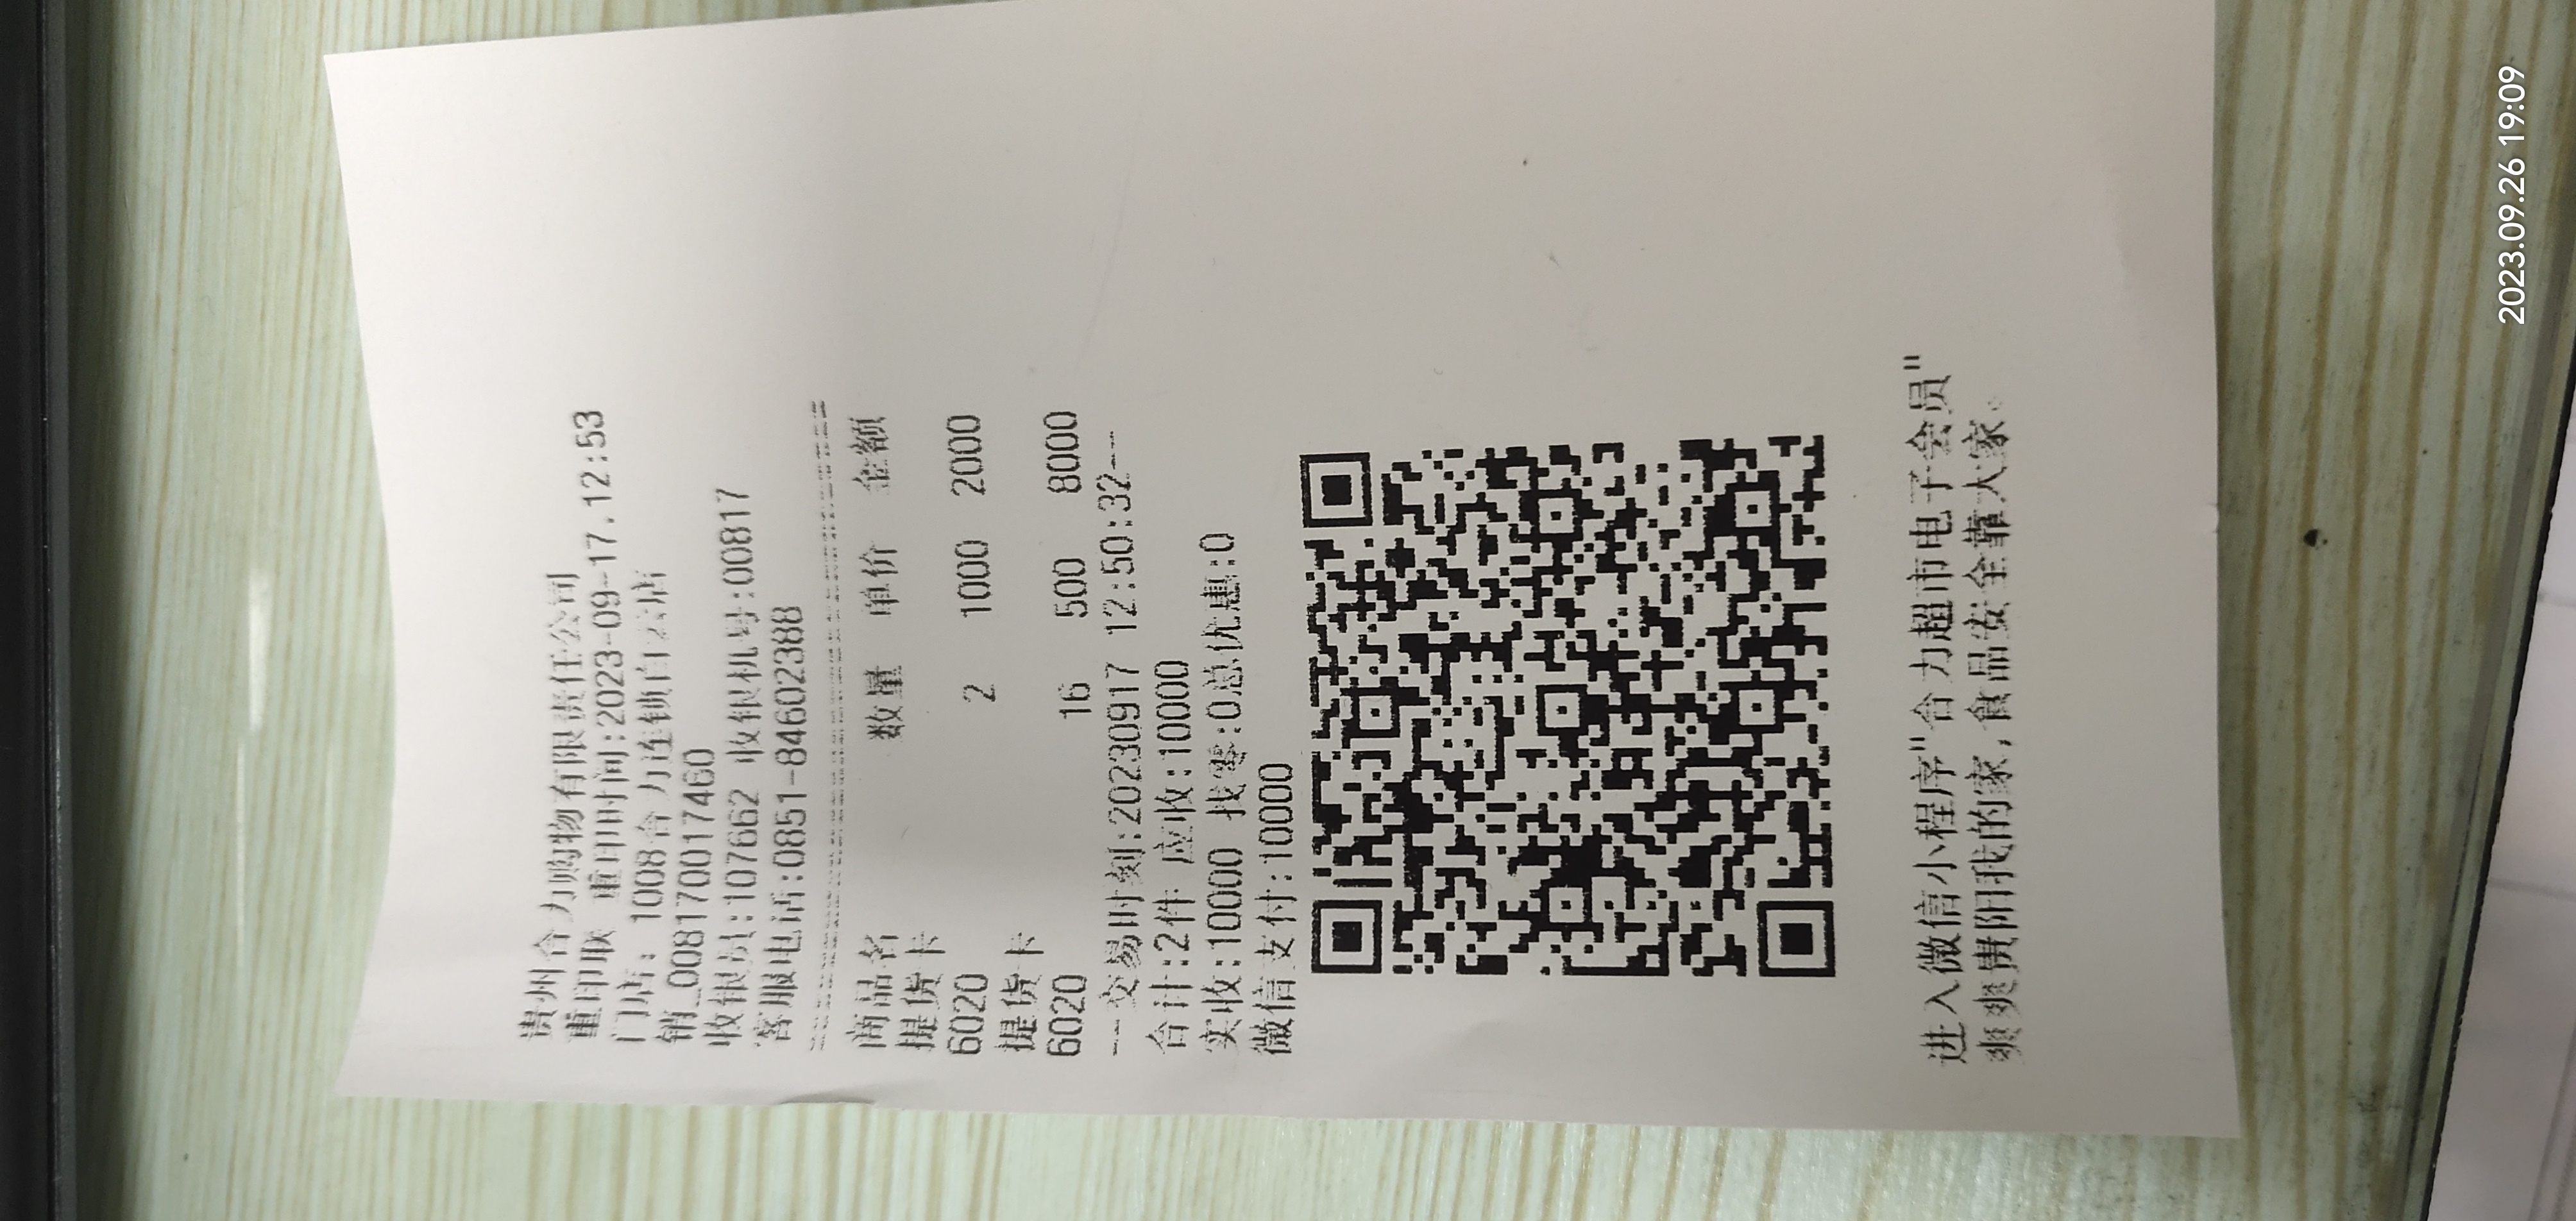 贵州合力购物有限责任公司
重印联 重印时间:2023-09-17.12:53
门店: 1008合力连锁白云店
销_0081700017460
收银员:107662 收银机号:00817
客服电话:0851-84602388
商品名 数量 单价 金额
提货卡
6020 2 1000 2000
提货卡
6020 16 500 8000
--交易时刻:20230917 12:50:32--
合计:2件 应收:10000
实收:10000 找零:0总优惠:0
微信支付:10000
进入微信小程序"合力超市电子会员"
爽爽贵阳我的家,食品安全靠大家。
2023.09.26 19:09